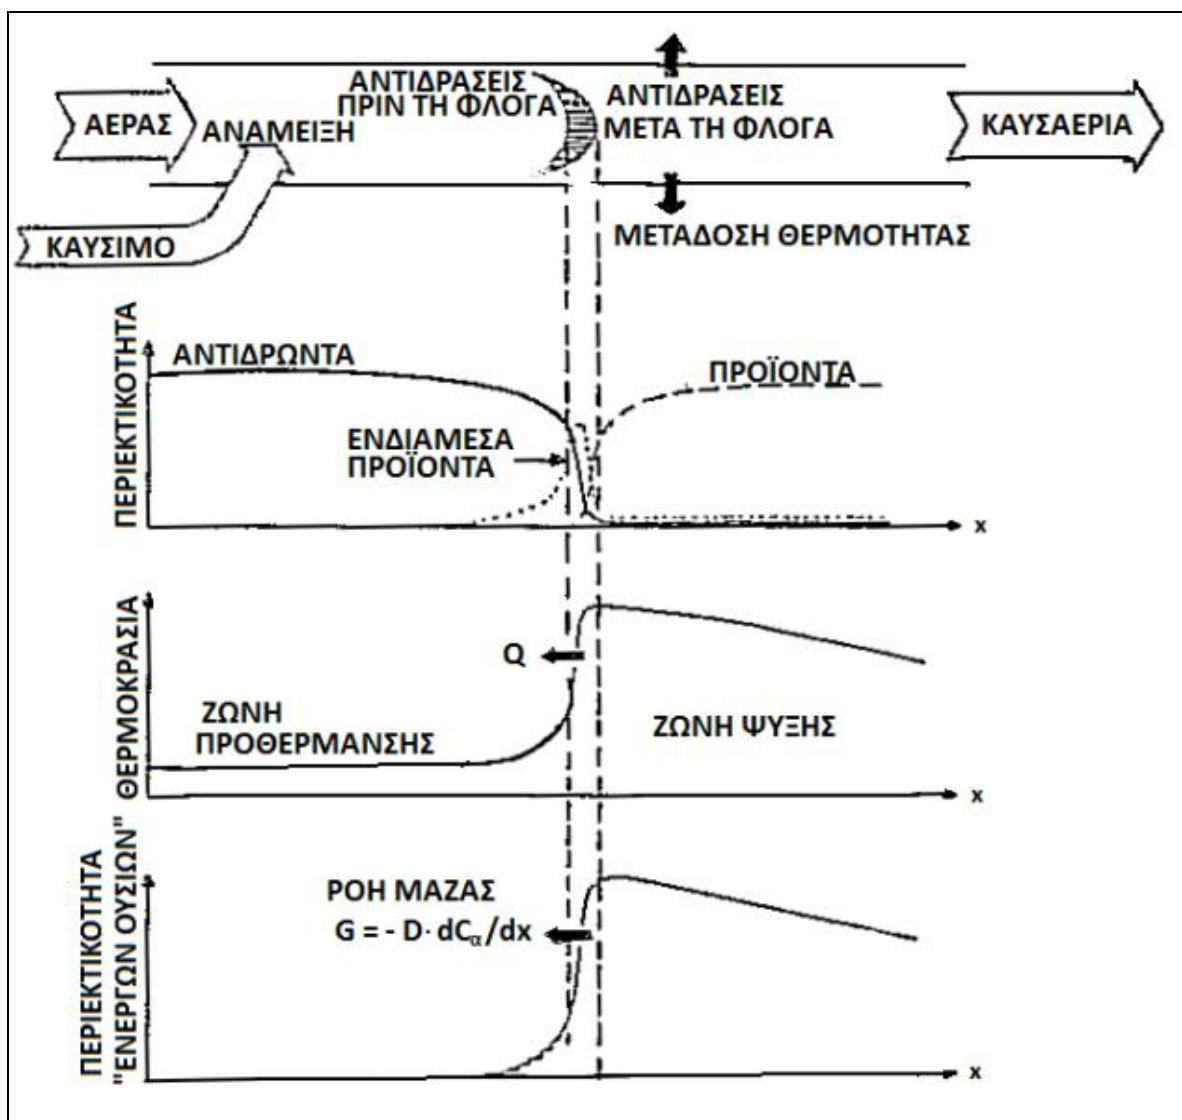 ΑΕΡΑΣ
ΑΝΑΜΕΙΞΗ
ΚΑΥΣΙΜΟ
ΑΝΤΙΔΡΑΣΕΙΣ
ΠΡΙΝ ΤΗ ΦΛΟΓΑ
ΑΝΤΙΔΡΑΣΕΙΣ
ΜΕΤΑ ΤΗ ΦΛΟΓΑ
ΚΑΥΣΑΕΡΙΑ
ΜΕΤΑΔΟΣΗ ΘΕΡΜΟΤΗΤΑΣ
ΠΕΡΙΕΚΤΙΚΟΤΗΤΑ
ΑΝΤΙΔΡΩΝΤΑ
ΠΡΟΪΟΝΤΑ
ΕΝΔΙΑΜΕΣΑ
ΠΡΟΪΟΝΤΑ
x
ΘΕΡΜΟΚΡΑΣΙΑ
Q
ΖΩΝΗ
ΠΡΟΘΕΡΜΑΝΣΗΣ
ΖΩΝΗ ΨΥΞΗΣ
x
ΠΕΡΙΕΚΤΙΚΟΤΗΤΑ
"ΕΝΕΡΓΩΝ ΟΥΣΙΩΝ"
ΡΟΗ ΜΑΖΑΣ
G = - D· dCα/dx
x